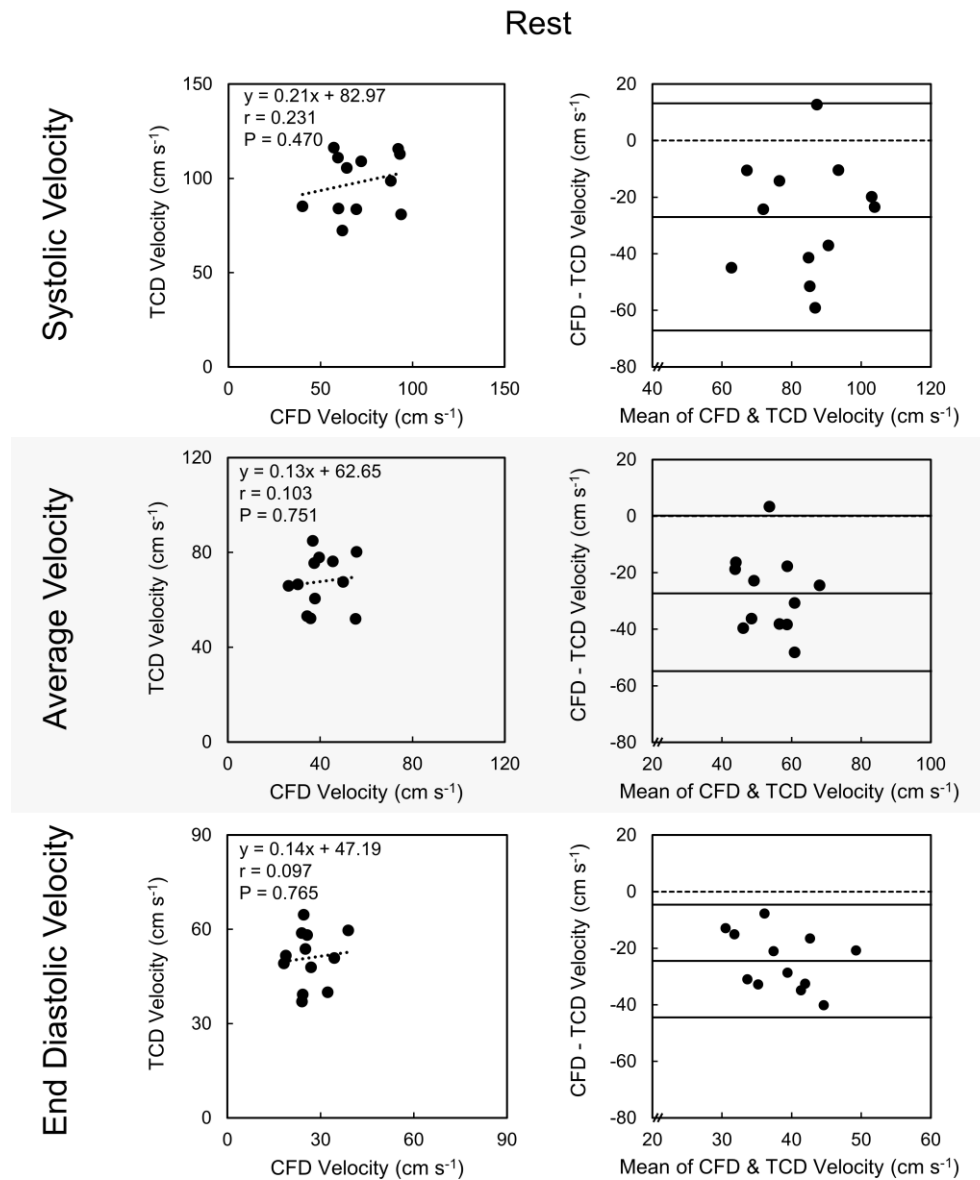 Rest
Systolic Velocity
TCD Velocity (cm s⁻¹)
150
100
50
0
y = 0.21x + 82.97
r = 0.231
P = 0.470
0 50 100 150
CFD Velocity (cm s⁻¹)
CFD - TCD Velocity (cm s⁻¹)
20
0
-20
-40
-60
-80
40 60 80 100 120
Mean of CFD & TCD Velocity (cm s⁻¹)
Average Velocity
TCD Velocity (cm s⁻¹)
120
80
40
0
y = 0.13x + 62.65
r = 0.103
P = 0.751
0 40 80 120
CFD Velocity (cm s⁻¹)
CFD - TCD Velocity (cm s⁻¹)
20
0
-20
-40
-60
-80
20 40 60 80 100
Mean of CFD & TCD Velocity (cm s⁻¹)
End Diastolic Velocity
TCD Velocity (cm s⁻¹)
90
60
30
0
y = 0.14x + 47.19
r = 0.097
P = 0.765
0 30 60 90
CFD Velocity (cm s⁻¹)
CFD - TCD Velocity (cm s⁻¹)
20
0
-20
-40
-60
-80
20 30 40 50 60
Mean of CFD & TCD Velocity (cm s⁻¹)